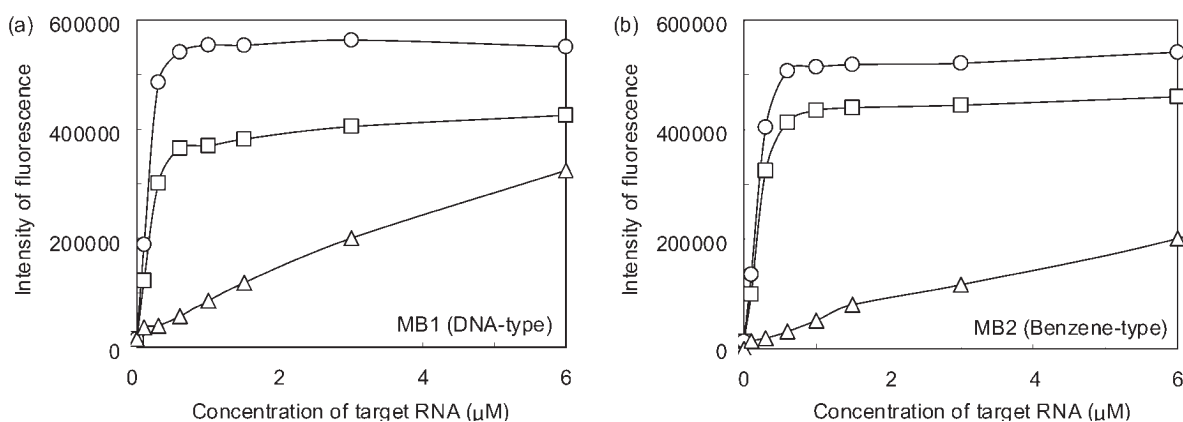 (a)
600000
400000
200000
0
Intensity of fluorescence
MB1 (DNA-type)
0 2 4 6
Concentration of target RNA (μM)
(b)
600000
400000
200000
0
Intensity of fluorescence
MB2 (Benzene-type)
0 2 4 6
Concentration of target RNA (μM)